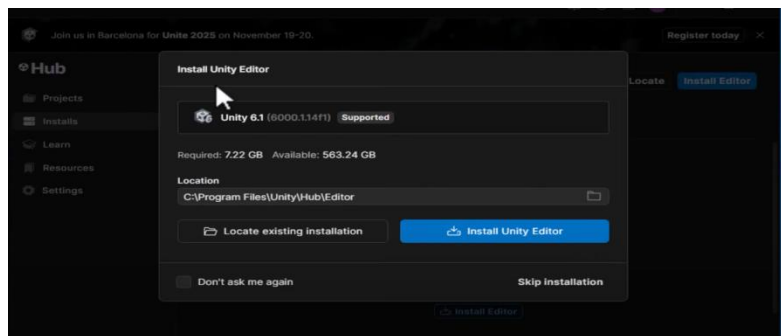 Join us in Barcelona for Unite 2025 on November 19-20.
Register today
Hub
Install Unity Editor
Locate
Install Editor
Projects
Unity 6.1 (6000.1.14f1) Supported
Installs
Learn
Required: 7.22 GB Available: 563.24 GB
Resources
Location
Settings
C:\Program Files\Unity\Hub\Editor
Locate existing installation
Install Unity Editor
Don't ask me again
Skip installation
Install Editor